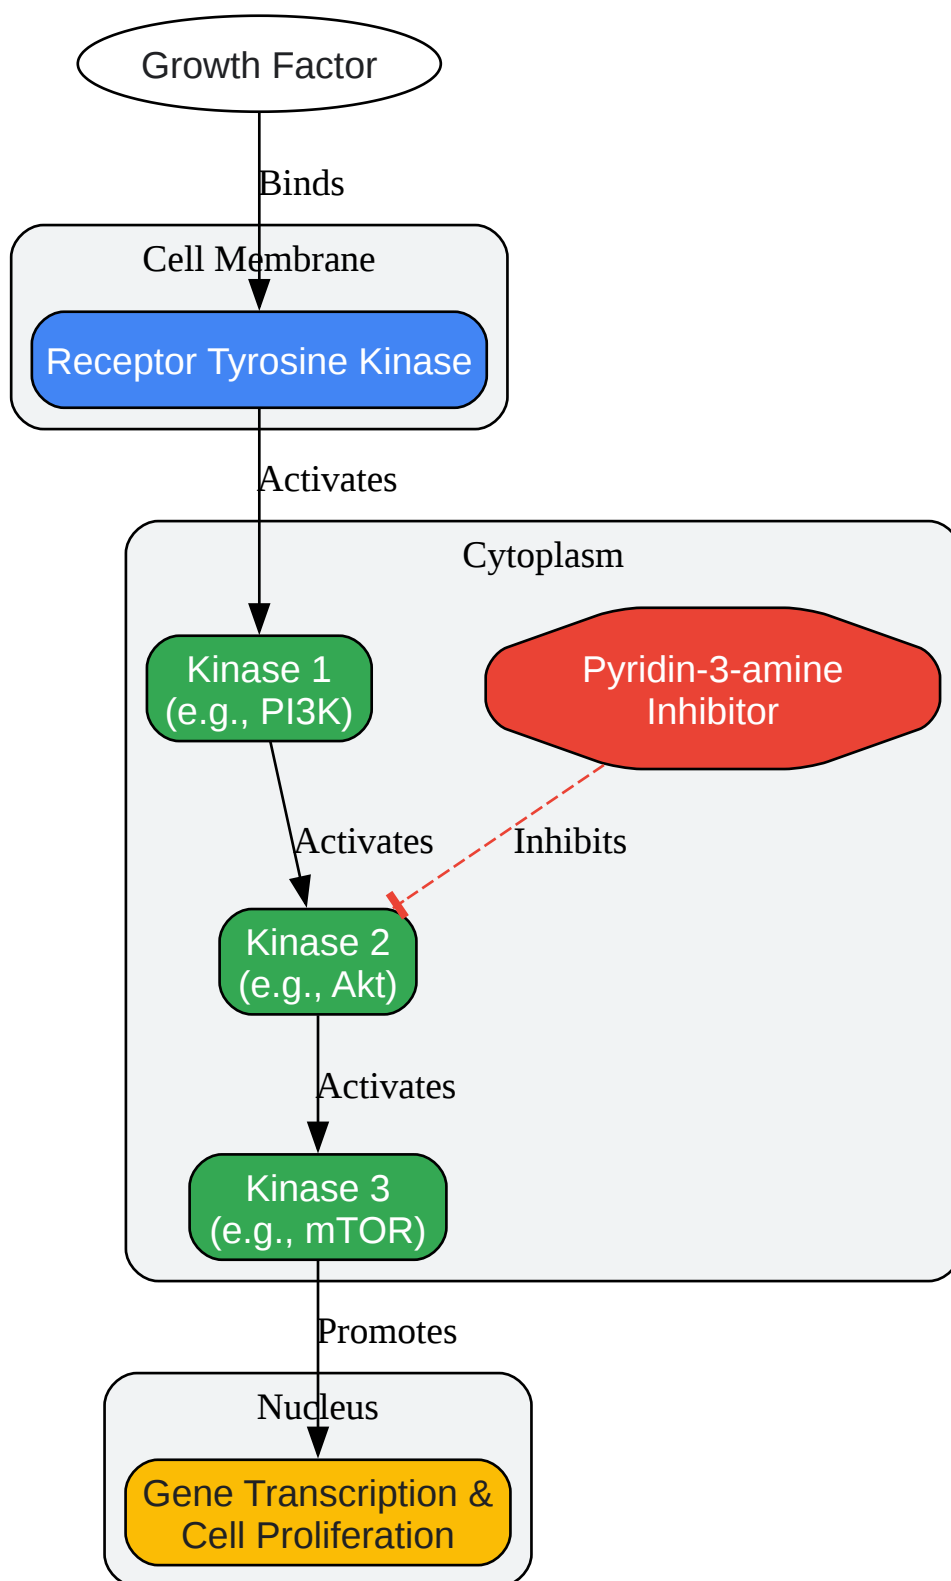 Growth Factor
Binds
Cell Membrane
Receptor Tyrosine Kinase
Activates
Cytoplasm
Kinase 1
(e.g., PI3K)
Pyridin-3-amine
Inhibitor
Activates
Inhibits
Kinase 2
(e.g., Akt)
Activates
Kinase 3
(e.g., mTOR)
Promotes
Nucleus
Gene Transcription &
Cell Proliferation